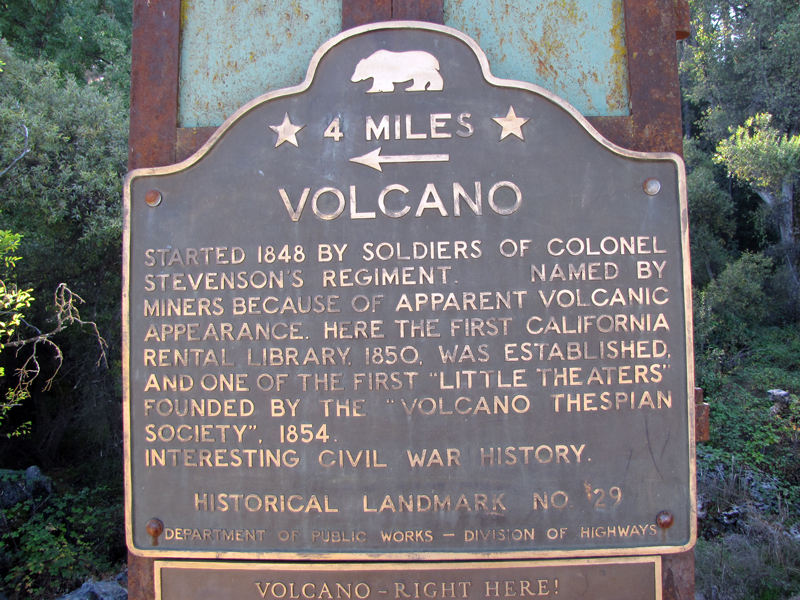 4 MILES
VOLCANO
STARTED 1848 BY SOLDIERS OF COLONEL
STEVENSON'S REGIMENT NAMED BY
MINERS BECAUSE OF APPARENT VOLCANIC
APPEARANCE. HERE THE FIRST CALIFORNIA
RENTAL LIBRARY, 1850, WAS ESTABLISHED,
AND ONE OF THE FIRST "LITTLE THEATERS"
FOUNDED BY THE "VOLCANO THESPIAN
SOCIETY", 1854.
INTERESTING CIVIL WAR HISTORY.
HISTORICAL LANDMARK NO. 29
DEPARTMENT OF PUBLIC WORKS – DIVISION OF HIGHWAYS
VOLCANO – RIGHT HERE!